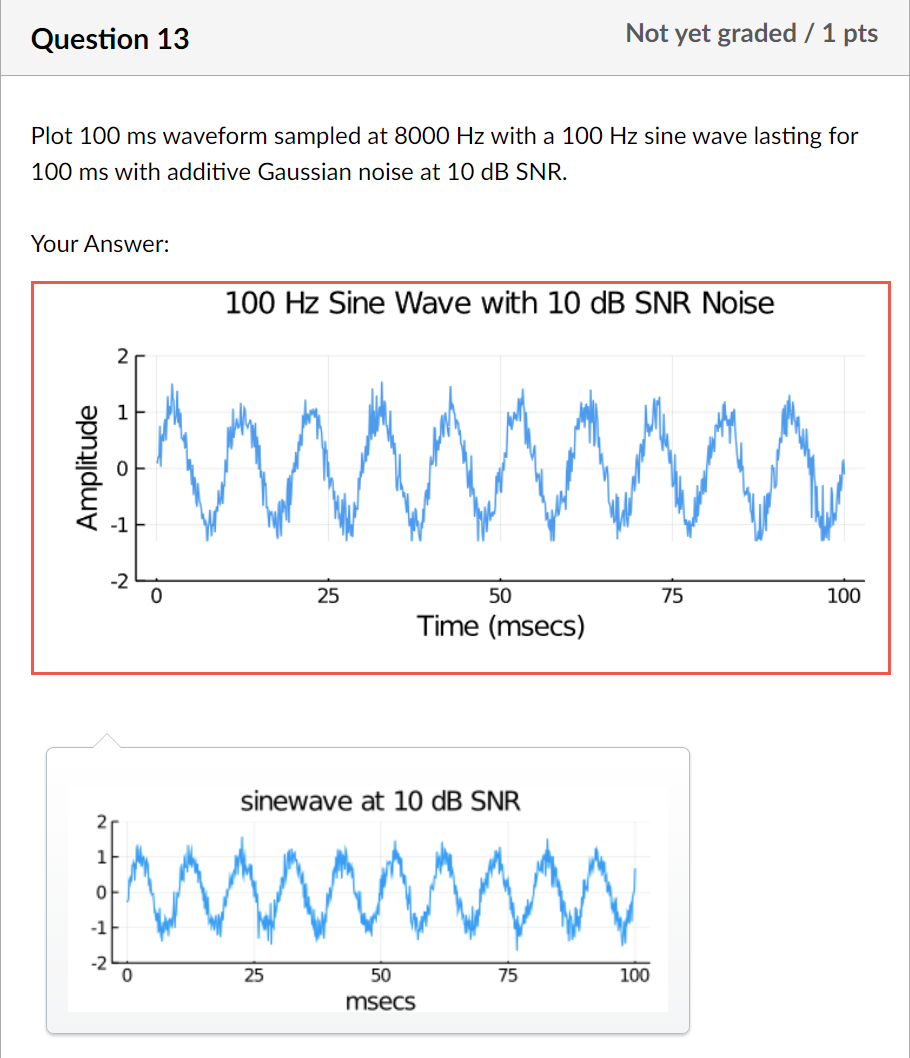 Question 13
Not yet graded / 1 pts
Plot 100 ms waveform sampled at 8000 Hz with a 100 Hz sine wave lasting for
100 ms with additive Gaussian noise at 10 dB SNR.
Your Answer:
100 Hz Sine Wave with 10 dB SNR Noise
Amplitude
2
1
0
-1
-2
0 25 50 75 100
Time (msecs)
sinewave at 10 dB SNR
2
1
0
-1
-2
0 25 50 75 100
msecs